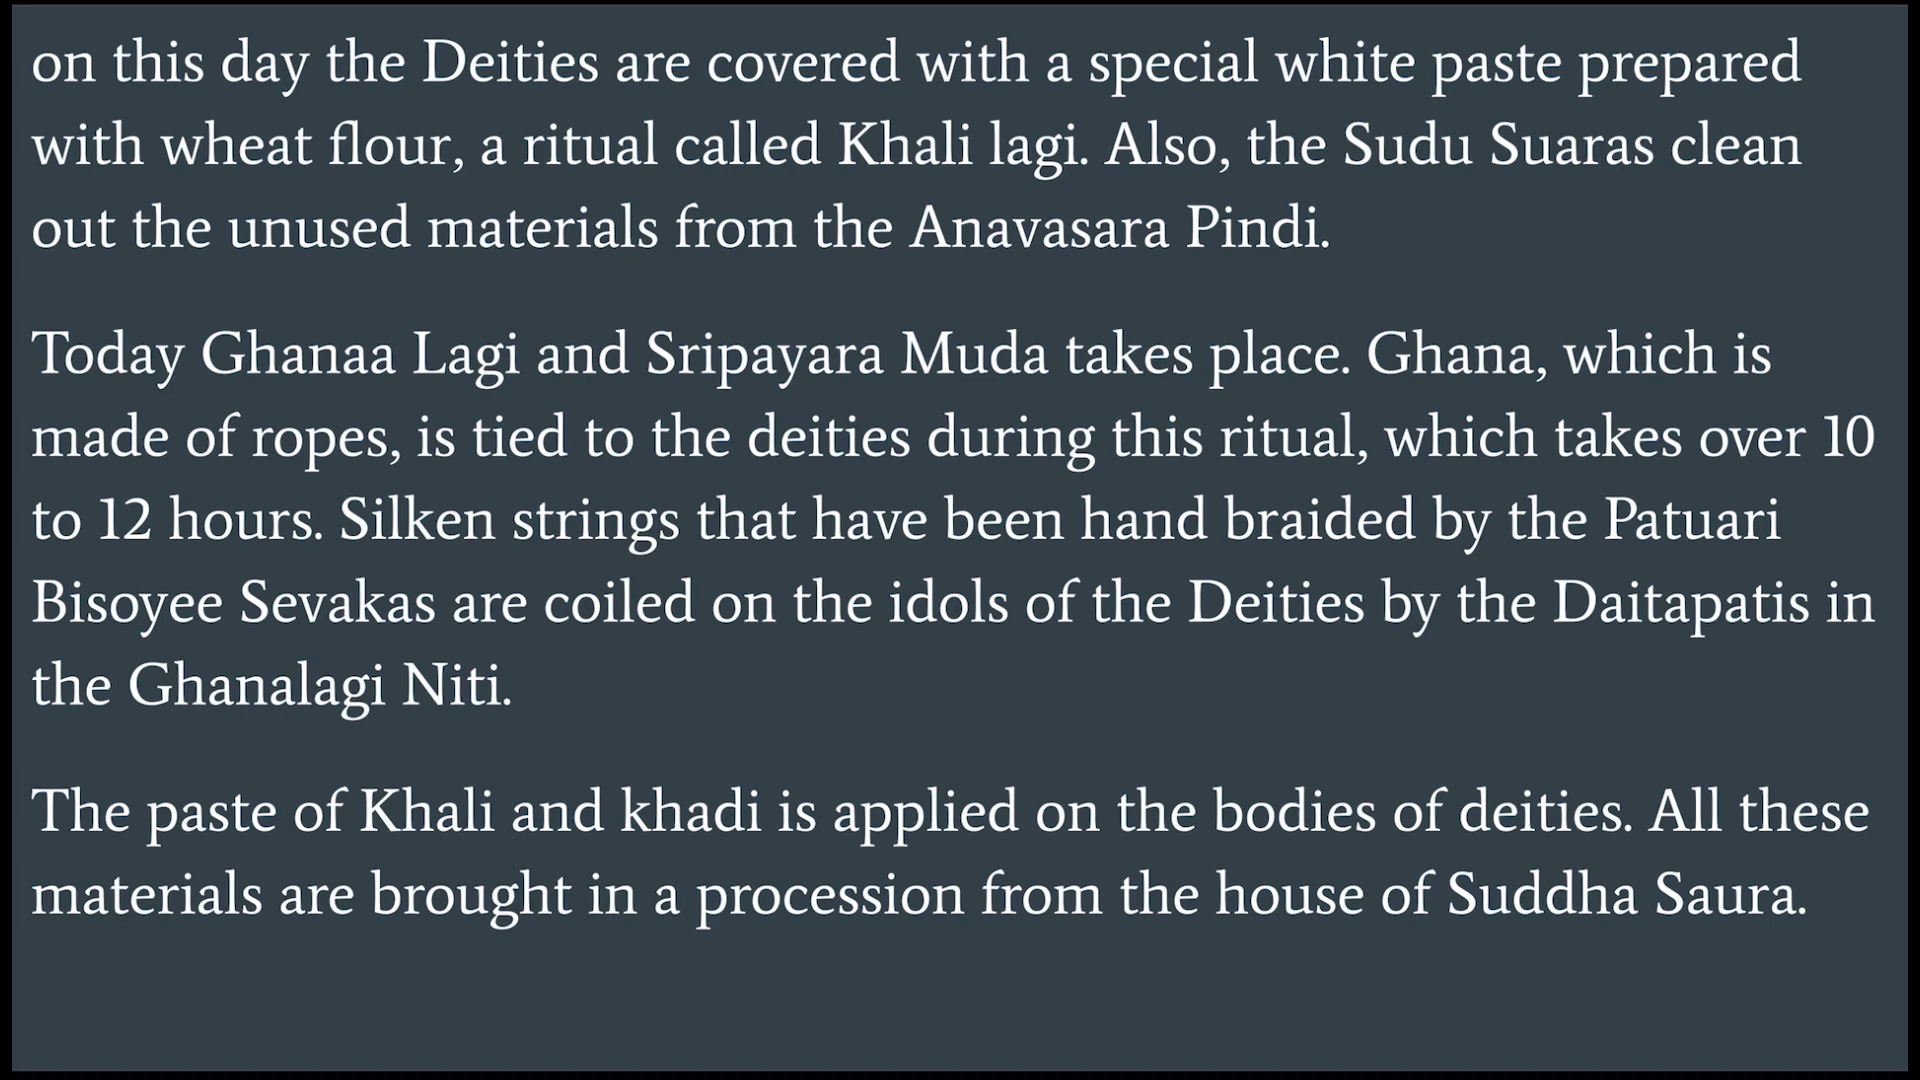 on this day the Deities are covered with a special white paste prepared
with wheat flour, a ritual called Khali lagi. Also, the Sudu Suaras clean
out the unused materials from the Anavasara Pindi.
Today Ghanaa Lagi and Sripayara Muda takes place. Ghana, which is
made of ropes, is tied to the deities during this ritual, which takes over 10
to 12 hours. Silken strings that have been hand braided by the Patuari
Bisoyee Sevakas are coiled on the idols of the Deities by the Daitapatis in
the Ghanalagi Niti.
The paste of Khali and khadi is applied on the bodies of deities. All these
materials are brought in a procession from the house of Suddha Saura.